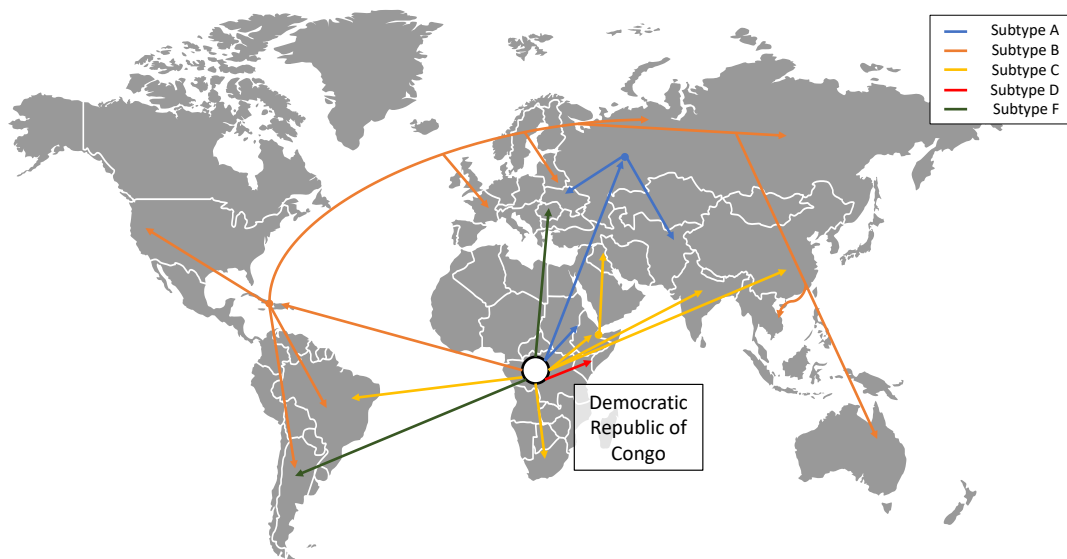 Subtype A
Subtype B
Subtype C
Subtype D
Subtype F
Democratic
Republic of
Congo